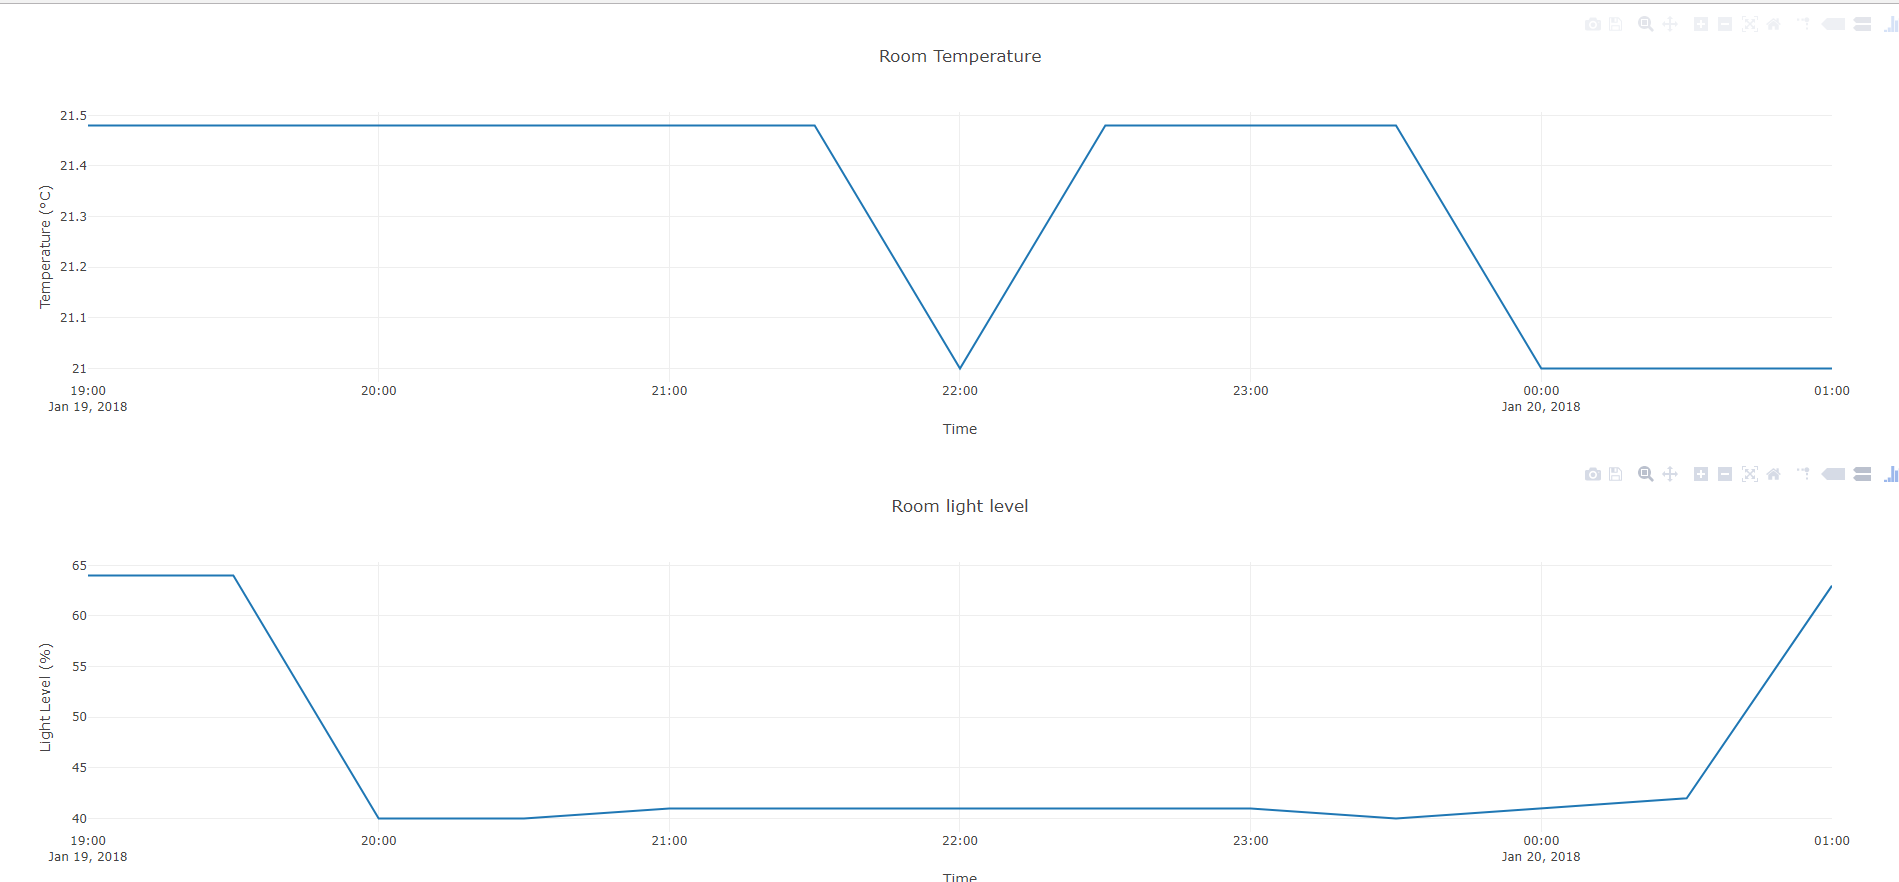 Room Temperature
Temperature (°C)
21.5
21.4
21.3
21.2
21.1
21
19:00 20:00 21:00 22:00 23:00 00:00 01:00
Jan 19, 2018 Jan 20, 2018
Time
Room light level
Light Level (%)
65
60
55
50
45
40
19:00 20:00 21:00 22:00 23:00 00:00 01:00
Jan 19, 2018 Jan 20, 2018
Time